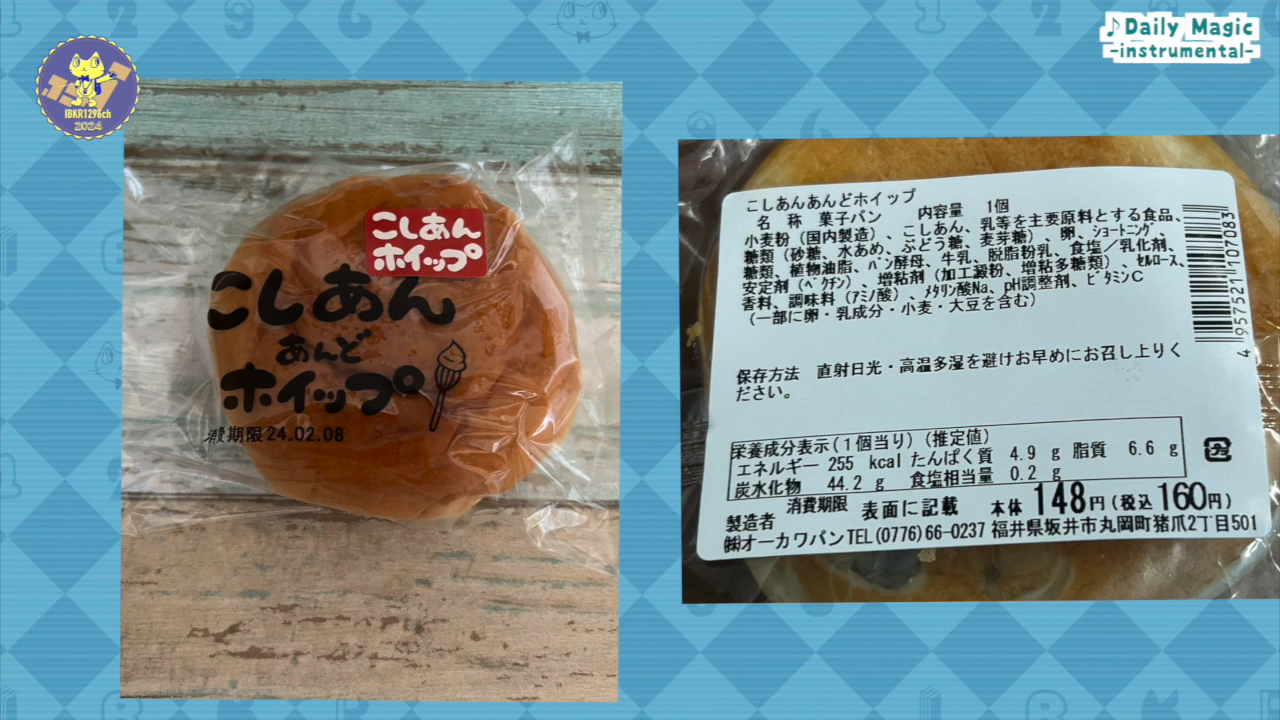 ♪Daily Magic
-instrumental-
IBKR1296ch
2024
こしあん
ホイップ
こしあん
あんど
ホイップ
消費期限24.02.08
こしあんあんどホイップ
名 称 菓子パン 内容量 1個
小麦粉（国内製造）、こしあん、乳等を主要原料とする食品、
糖類（砂糖、水あめ、ぶどう糖、麦芽糖）、卵、ｼｮｰﾄﾆﾝｸﾞ、
糖類、植物油脂、パン酵母、牛乳、脱脂粉乳、食塩／乳化剤、
安定剤（ﾍﾟｸﾁﾝ）、増粘剤（加工澱粉、増粘多糖類）、ｾﾙﾛｰｽ、
香料、調味料（ｱﾐﾉ酸）、ﾒﾀﾘﾝ酸Na、pH調整剤、ﾋﾞﾀﾐﾝC
（一部に卵・乳成分・小麦・大豆を含む）
保存方法 直射日光・高温多湿を避けお早めにお召し上りく
ださい。
栄養成分表示(１個当り)（推定値）
エネルギー 255 kcal たんぱく質 4.9 g 脂質 6.6 g
炭水化物 44.2 g 食塩相当量 0.2 g
消費期限 表面に記載 本体148円(税込160円)
製造者
㈱オーカワパン TEL(0776)66-0237 福井県坂井市丸岡町猪爪2丁目501
4 957521 107083